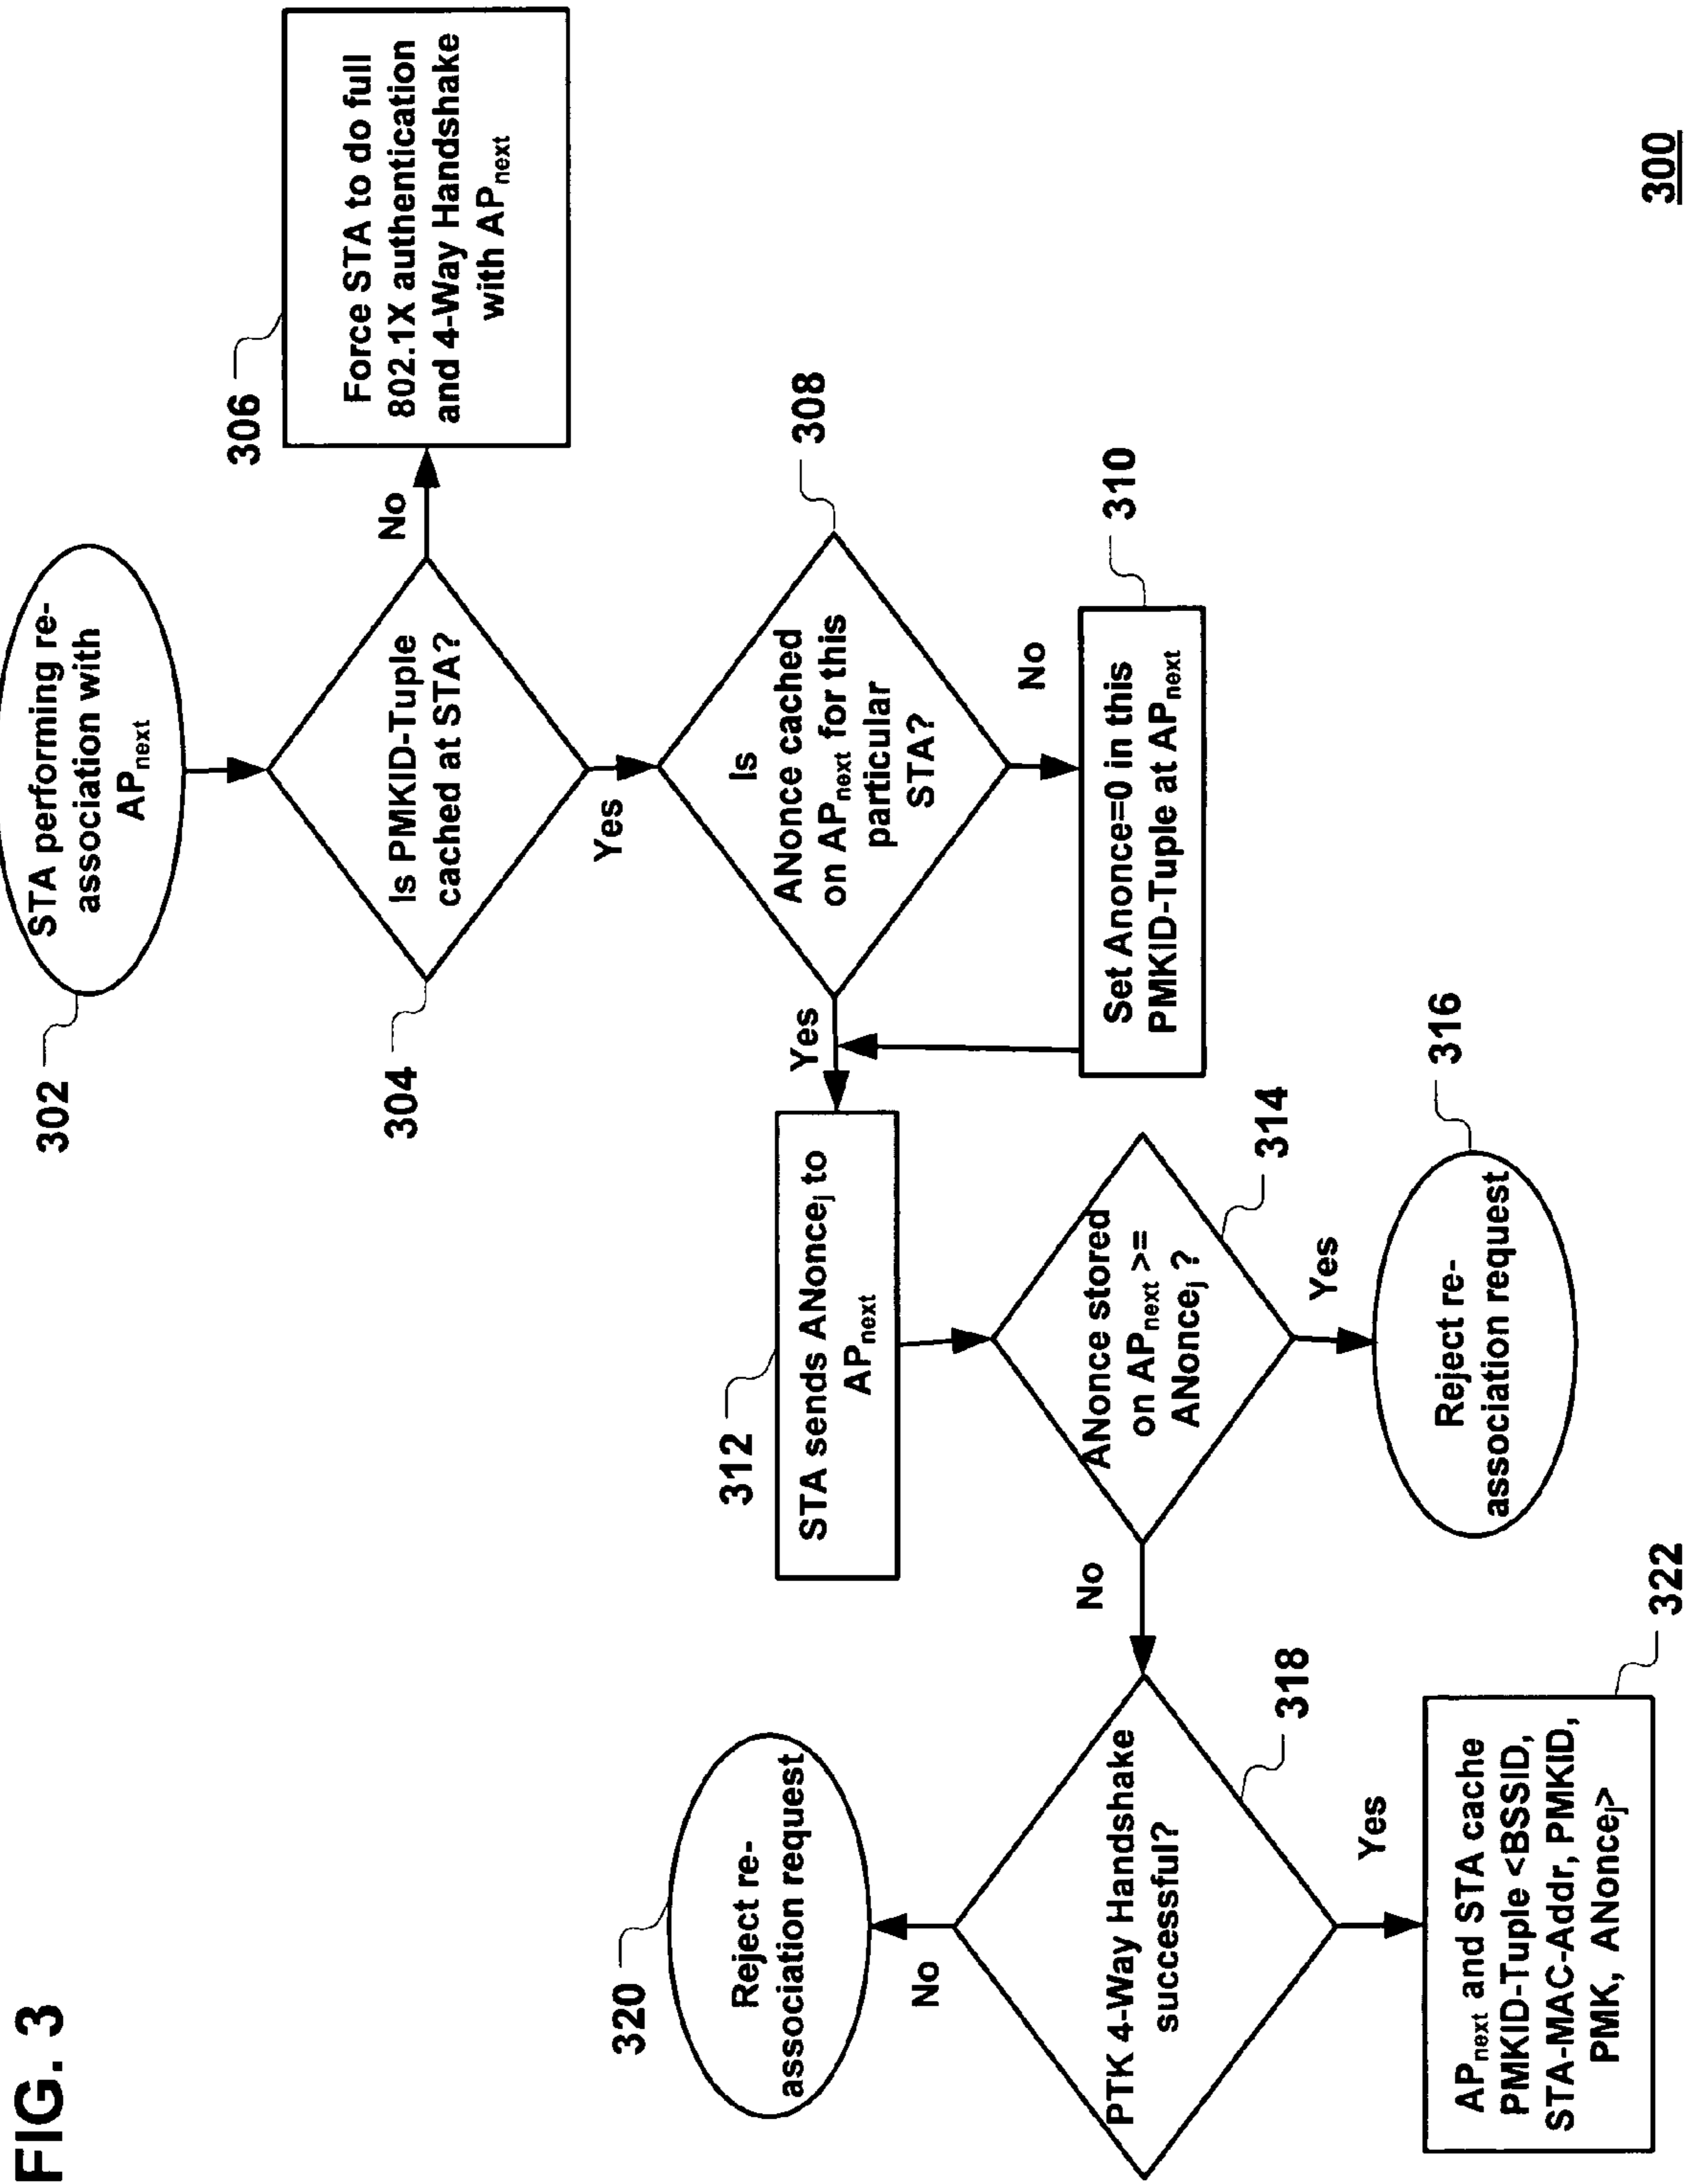 FIG. 3
302
STA performing re-
association with
APnext
304
Is PMKID-Tuple
cached at STA?
No
306
Force STA to do full
802.1X authentication
and 4-Way Handshake
with APnext
Yes
308
Is
ANonce cached
on APnext for this
particular
STA?
No
310
Set Anonce=0 in this
PMKID-Tuple at APnext
Yes
312
STA sends ANoncej to
APnext
314
ANonce stored
on APnext >=
ANoncej ?
Yes
316
Reject re-
association request
No
318
PTK 4-Way Handshake
successful?
No
320
Reject re-
association request
Yes
322
APnext and STA cache
PMKID-Tuple <BSSID,
STA-MAC-Addr, PMKID,
PMK, ANoncej>
300